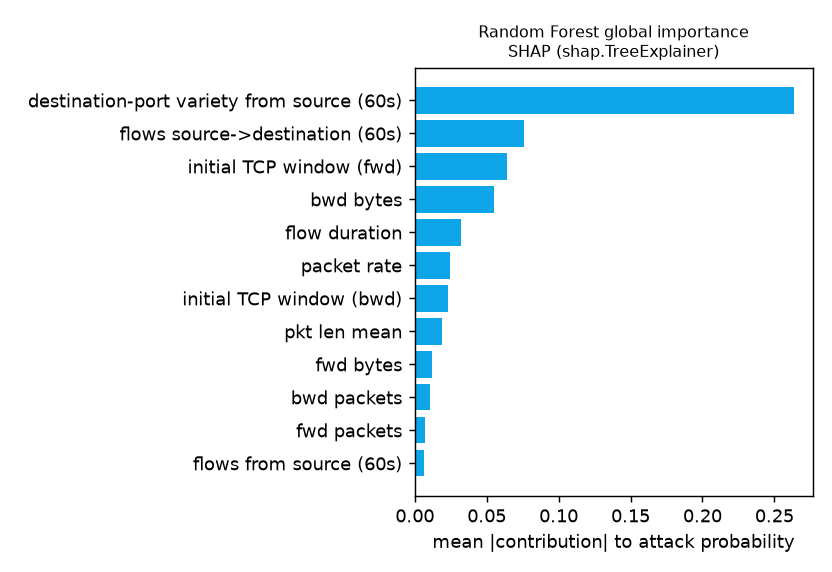 Random Forest global importance
SHAP (shap.TreeExplainer)
destination-port variety from source (60s)
flows source->destination (60s)
initial TCP window (fwd)
bwd bytes
flow duration
packet rate
initial TCP window (bwd)
pkt len mean
fwd bytes
bwd packets
fwd packets
flows from source (60s)
0.00 0.05 0.10 0.15 0.20 0.25
mean |contribution| to attack probability